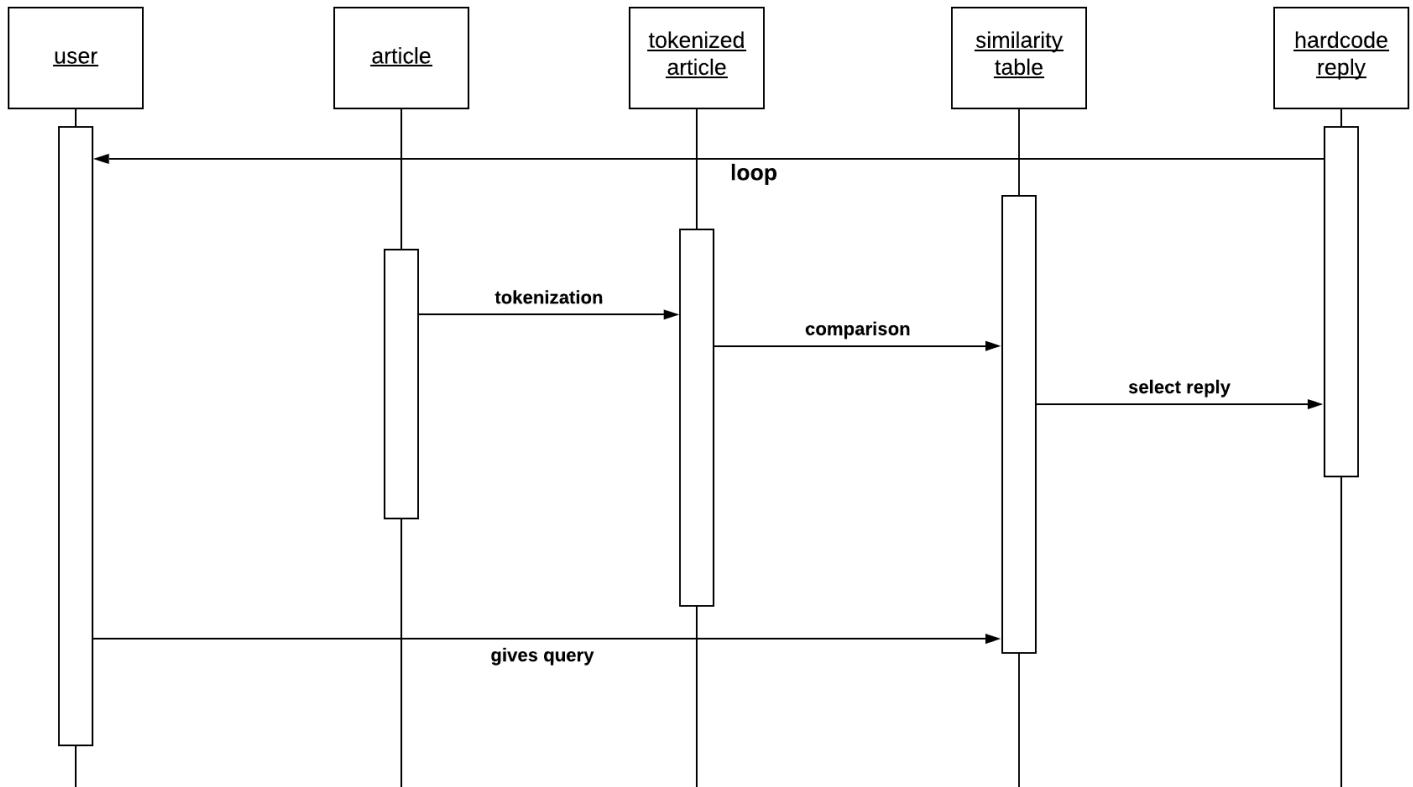 user
article
tokenized
article
similarity
table
hardcode
reply
loop
tokenization
comparison
select reply
gives query